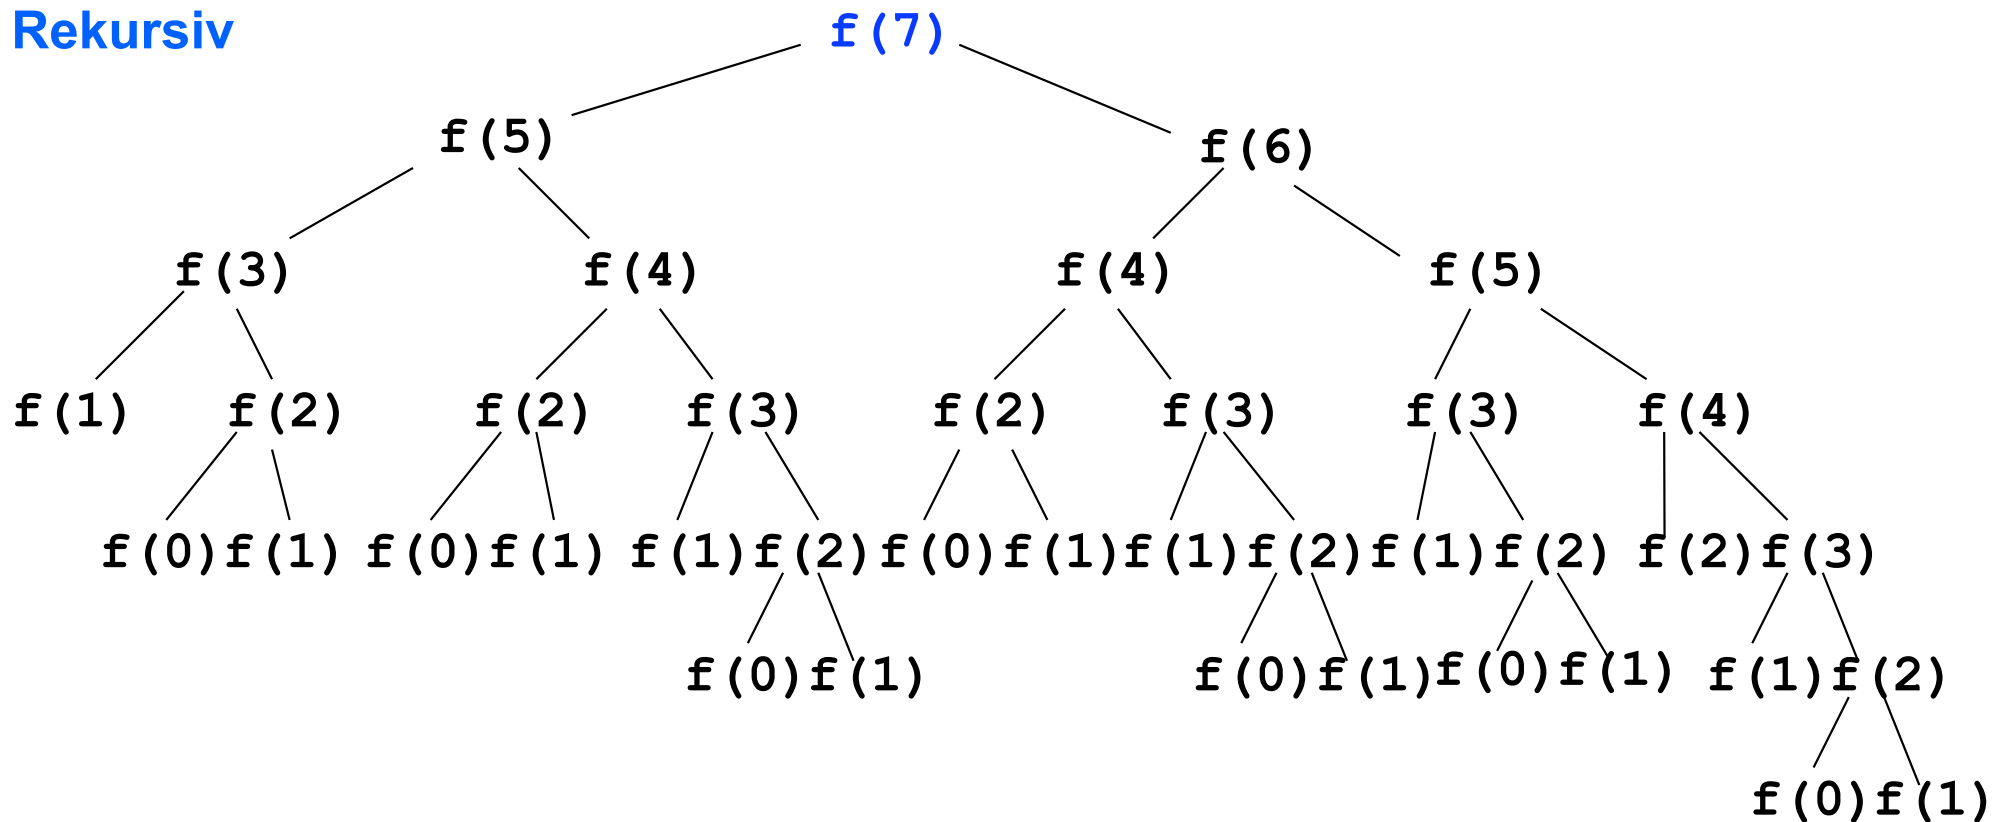 Rekursiv
f(7)
f(5) f(6)
f(3) f(4) f(4) f(5)
f(1) f(2) f(2) f(3) f(2) f(3) f(3) f(4)
f(0)f(1) f(0)f(1) f(1)f(2)f(0)f(1)f(1)f(2)f(1)f(2) f(2)f(3)
f(0)f(1) f(0)f(1)f(0)f(1) f(1)f(2)
f(0)f(1)